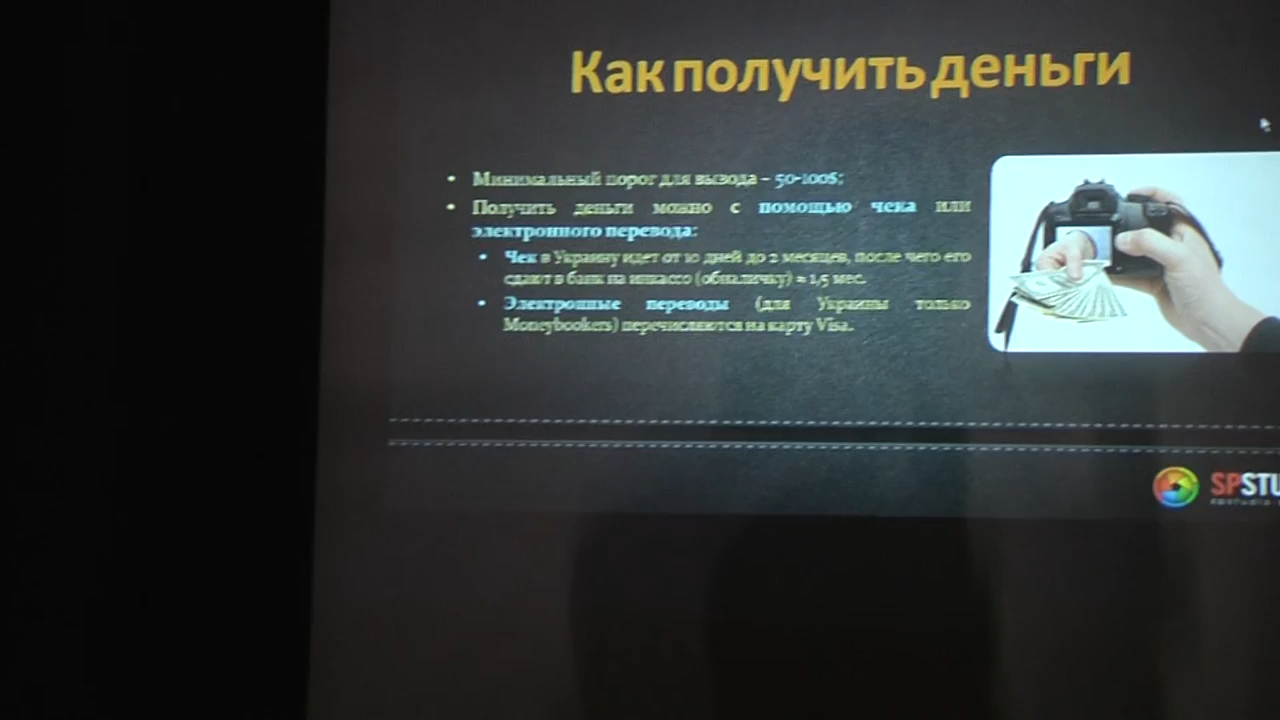 Как получить деньги
• Минимальный порог для вывода – 50-100$;
• Получить деньги можно с помощью чека или
электронного перевода:
• Чек в Украину идет от 10 дней до 2 месяцев, после чего его
сдают в банк на инкассо (обналичку) ≈ 1,5 мес.
• Электронные переводы (для Украины только
Moneybookers) перечисляются на карту Visa.
SPSTU